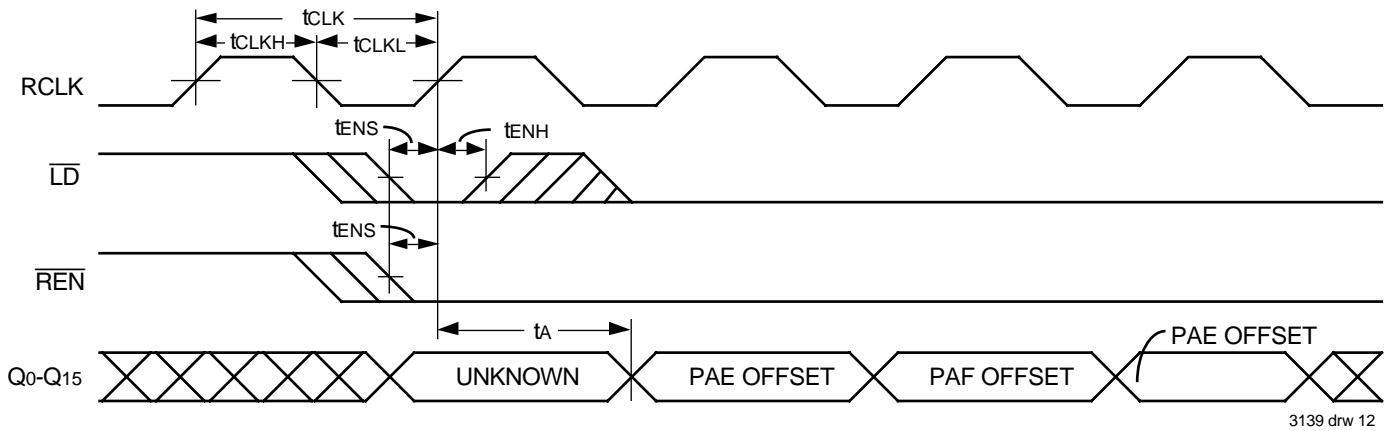 tCLK
tCLKH
tCLKL
RCLK
tENS
tENH
LD
tENS
REN
tA
PAE OFFSET
Q0-Q15
UNKNOWN
PAE OFFSET
PAF OFFSET
3139 drw 12